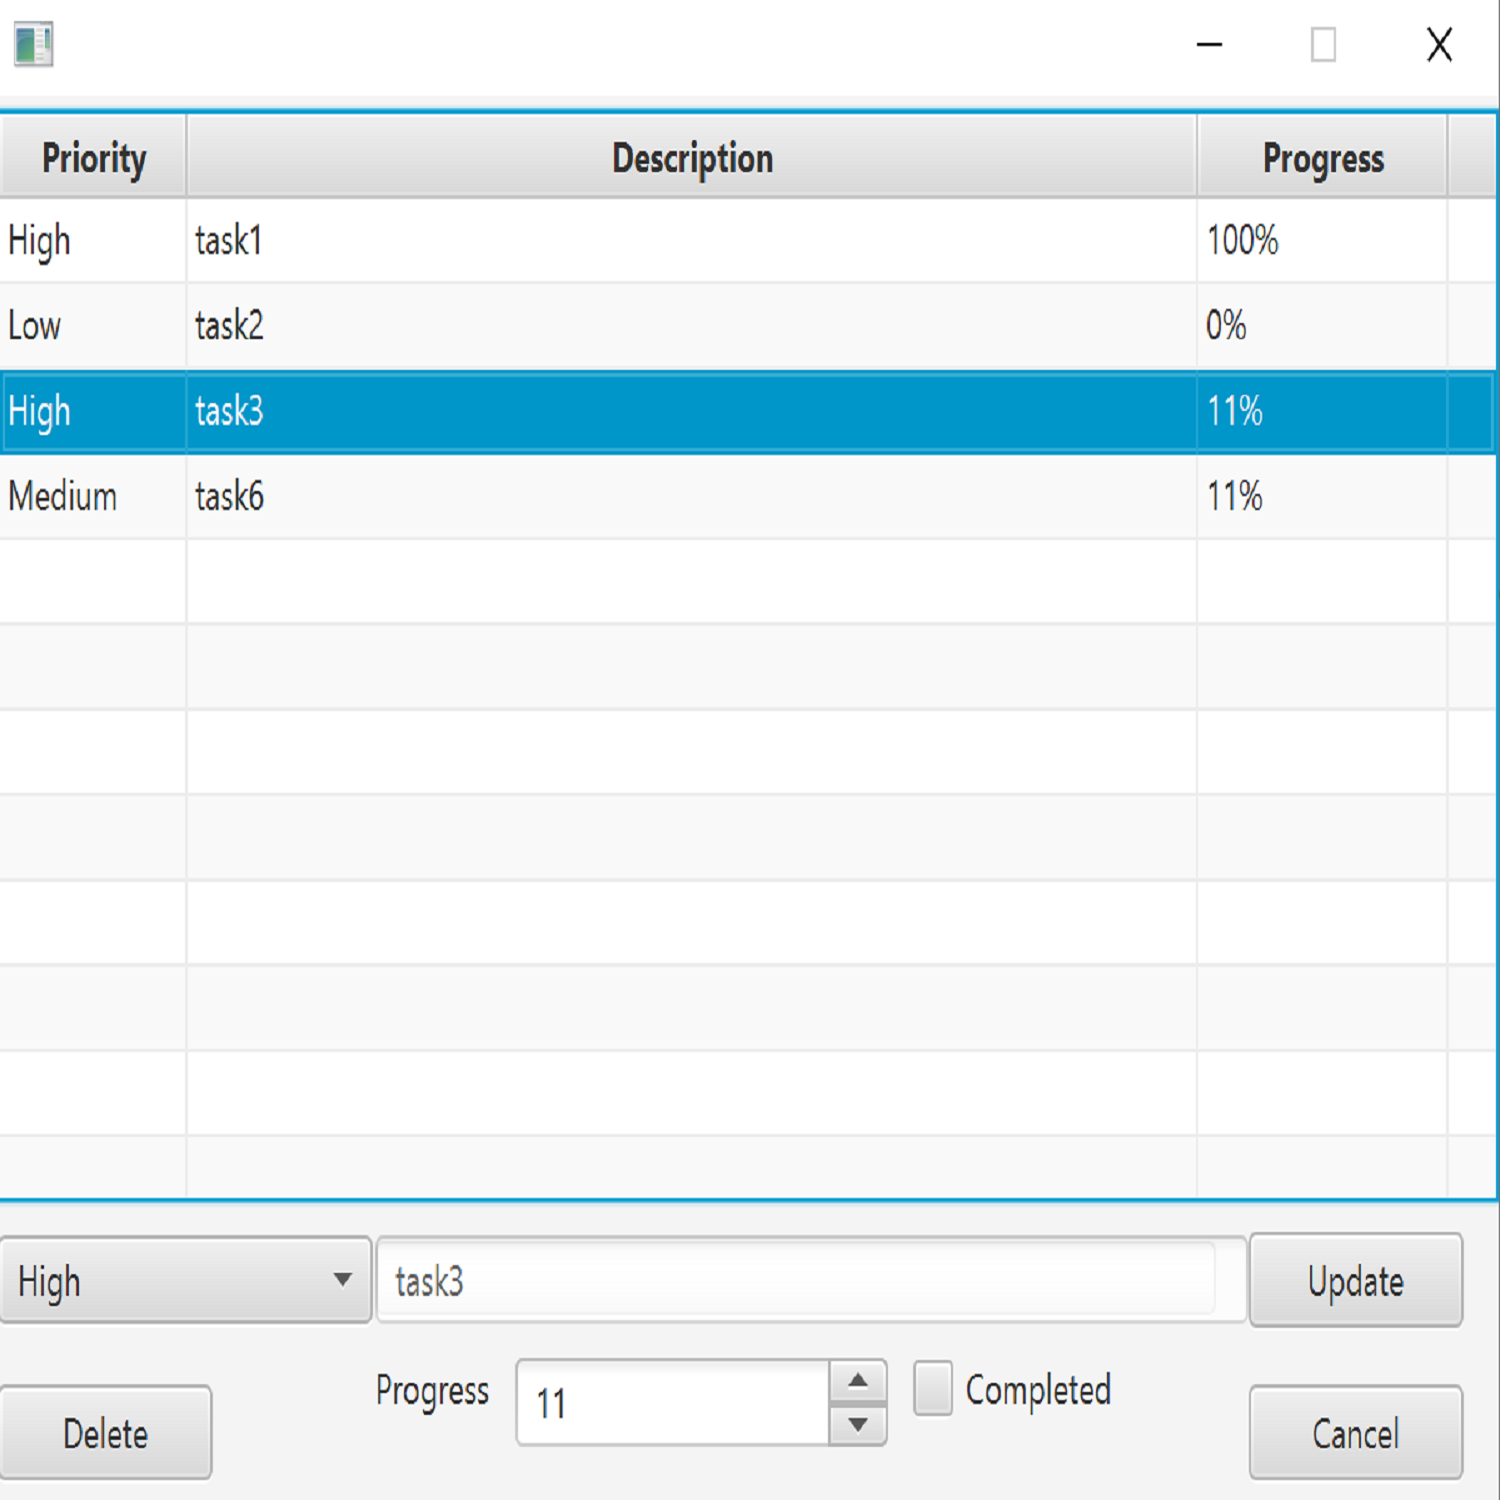 Priority Description Progress
High task1 100%
Low task2 0%
High task3 11%
Medium task6 11%
High task3 Update
Progress 11 Completed
Delete Cancel